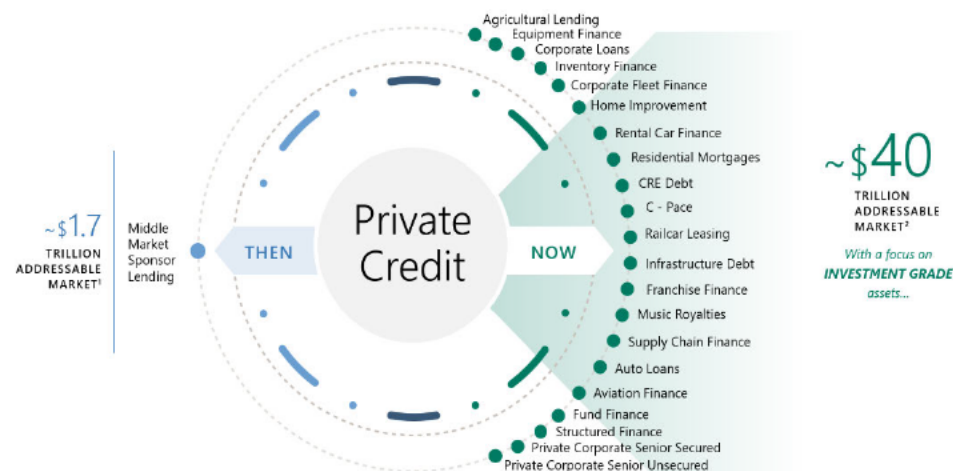 ~$1.7
TRILLION
ADDRESSABLE
MARKET¹
Middle
Market
Sponsor
Lending
THEN
Private
Credit
NOW
Agricultural Lending
Equipment Finance
Corporate Loans
Inventory Finance
Corporate Fleet Finance
Home Improvement
Rental Car Finance
Residential Mortgages
CRE Debt
C - Pace
Railcar Leasing
Infrastructure Debt
Franchise Finance
Music Royalties
Supply Chain Finance
Auto Loans
Aviation Finance
Fund Finance
Structured Finance
Private Corporate Senior Secured
Private Corporate Senior Unsecured
~$40
TRILLION
ADDRESSABLE
MARKET²
With a focus on
INVESTMENT GRADE
assets...